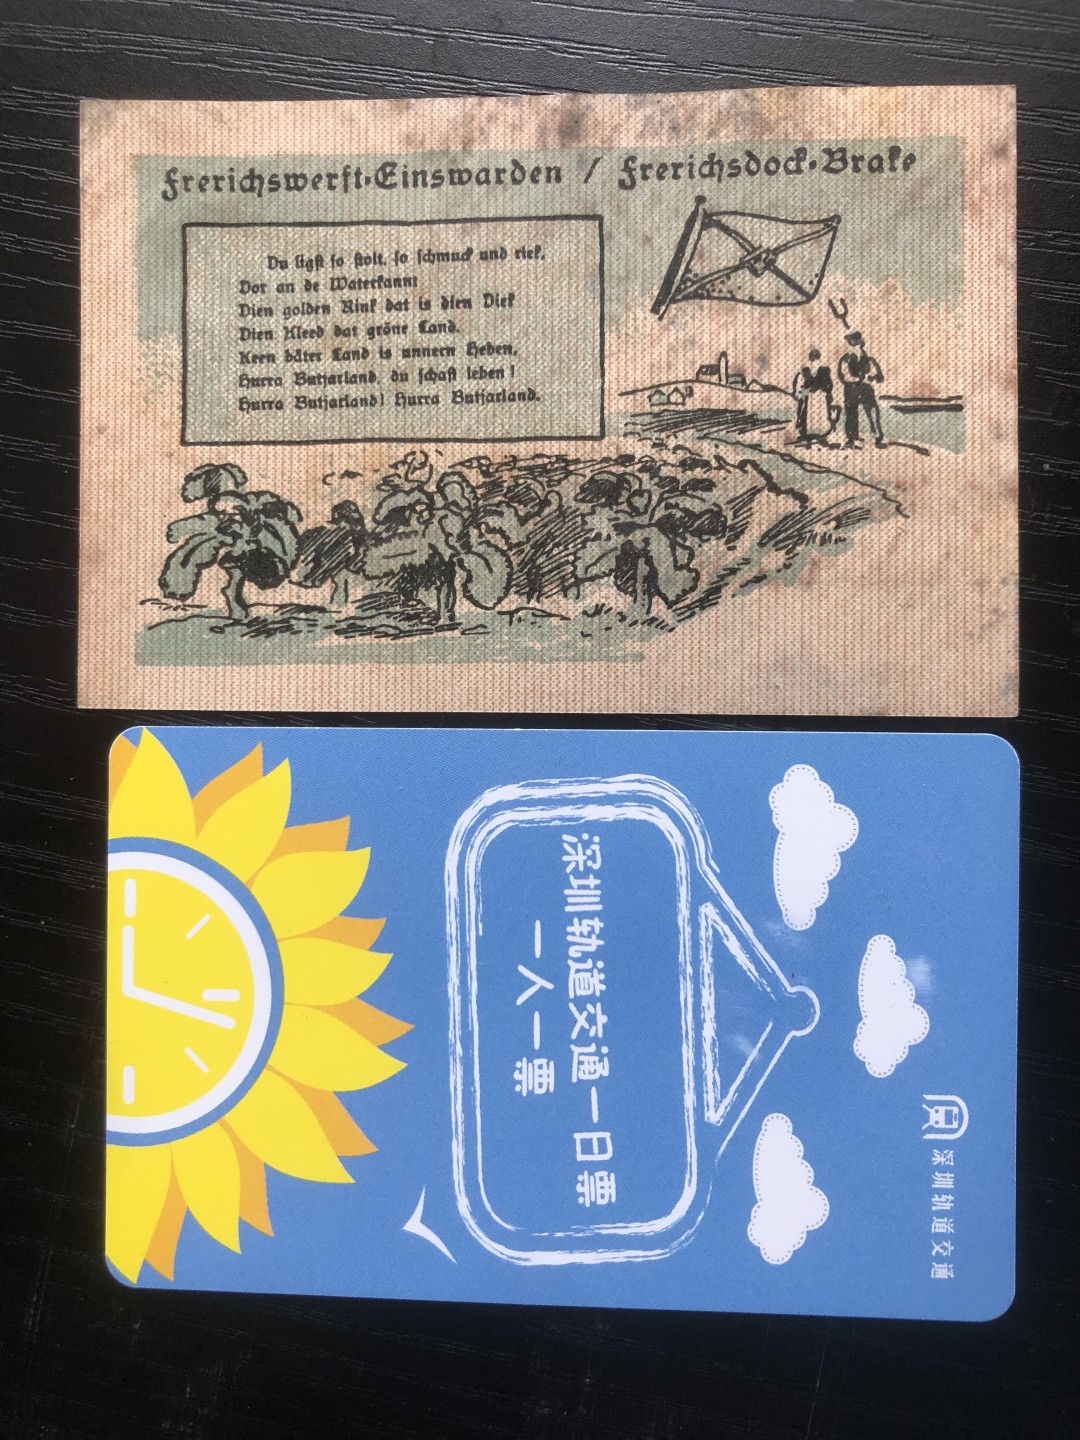 Frerichswerft-Einswarden / Frerichsdock-Brake
Du ligst so stolt, so schmuck und riek,
Dor an de Waterkannt
Dien golden Rink dat is dien Diek
Dien Kleed dat gröne Land.
Keen bäter Land is unnern Heben,
Hurra Butjarland, du schast leben!
Hurra Butjarland! Hurra Butjarland.
深圳轨道交通
深圳轨道交通一日票
一人一票